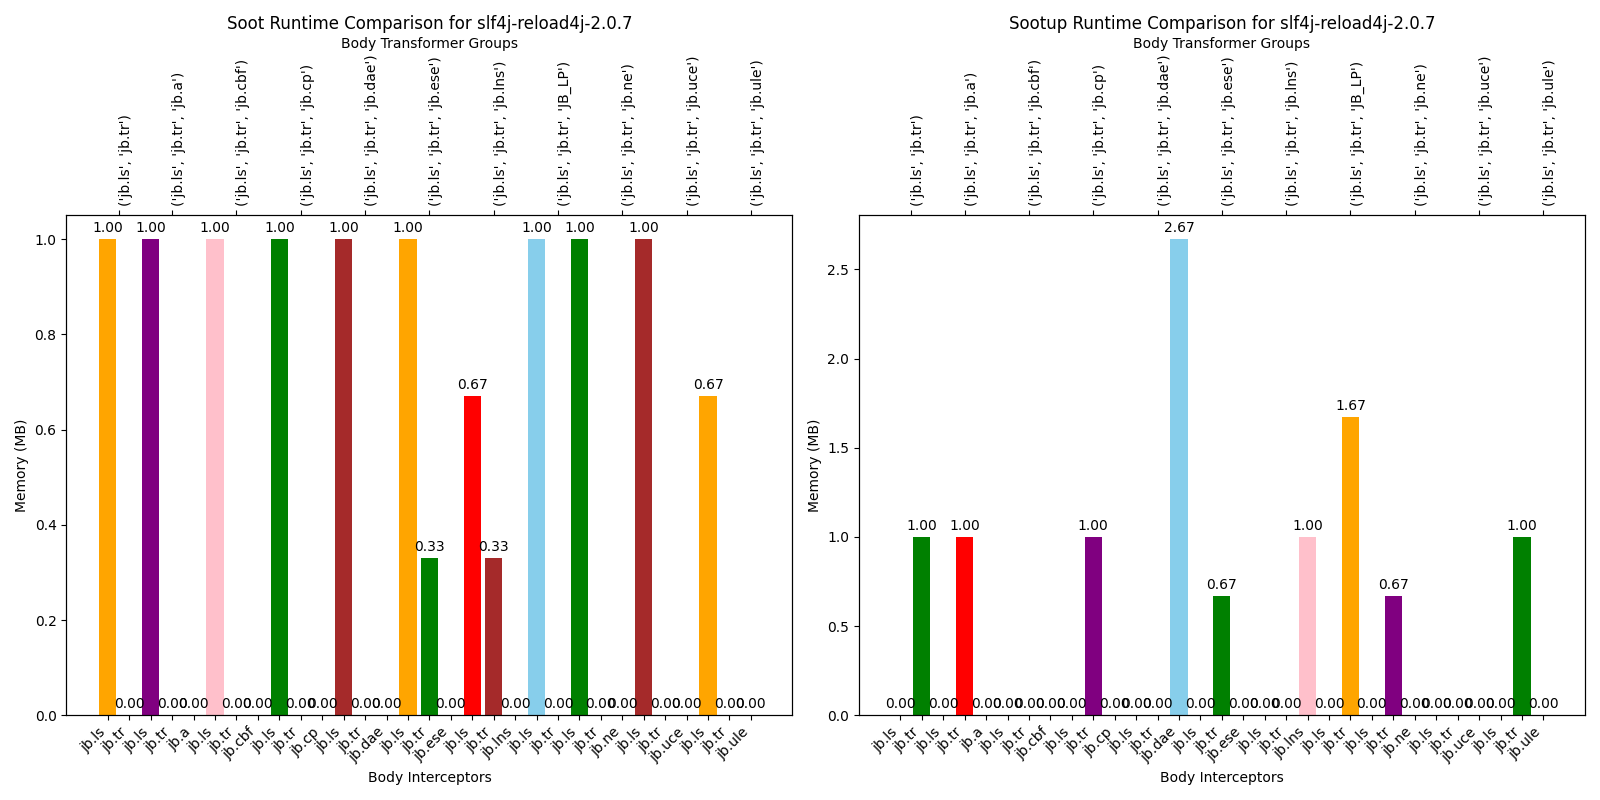 Soot Runtime Comparison for slf4j-reload4j-2.0.7
Body Transformer Groups
('jb.ls', 'jb.tr')
('jb.ls', 'jb.tr', 'jb.a')
('jb.ls', 'jb.tr', 'jb.cbf')
('jb.ls', 'jb.tr', 'jb.cp')
('jb.ls', 'jb.tr', 'jb.dae')
('jb.ls', 'jb.tr', 'jb.ese')
('jb.ls', 'jb.tr', 'jb.lns')
('jb.ls', 'jb.tr', 'JB_LP')
('jb.ls', 'jb.tr', 'jb.ne')
('jb.ls', 'jb.tr', 'jb.uce')
('jb.ls', 'jb.tr', 'jb.ule')
Memory (MB)
1.0
0.8
0.6
0.4
0.2
0.0
1.00
0.00
1.00
0.00
0.00
1.00
0.00
0.00
1.00
0.00
0.00
1.00
0.00
0.00
1.00
0.33
0.00
0.67
0.33
0.00
1.00
0.00
1.00
0.00
0.00
1.00
0.00
0.00
0.67
0.00
0.00
jb.ls
jb.tr
jb.ls
jb.tr
jb.a
jb.ls
jb.tr
jb.cbf
jb.ls
jb.tr
jb.cp
jb.ls
jb.tr
jb.dae
jb.ls
jb.tr
jb.ese
jb.ls
jb.tr
jb.lns
jb.ls
jb.tr
jb.ls
jb.tr
jb.ne
jb.ls
jb.tr
jb.uce
jb.ls
jb.tr
jb.ule
Body Interceptors
Sootup Runtime Comparison for slf4j-reload4j-2.0.7
Body Transformer Groups
('jb.ls', 'jb.tr')
('jb.ls', 'jb.tr', 'jb.a')
('jb.ls', 'jb.tr', 'jb.cbf')
('jb.ls', 'jb.tr', 'jb.cp')
('jb.ls', 'jb.tr', 'jb.dae')
('jb.ls', 'jb.tr', 'jb.ese')
('jb.ls', 'jb.tr', 'jb.lns')
('jb.ls', 'jb.tr', 'JB_LP')
('jb.ls', 'jb.tr', 'jb.ne')
('jb.ls', 'jb.tr', 'jb.uce')
('jb.ls', 'jb.tr', 'jb.ule')
Memory (MB)
2.5
2.0
1.5
1.0
0.5
0.0
0.00
1.00
0.00
1.00
0.00
0.00
0.00
0.00
0.00
1.00
0.00
0.00
0.00
2.67
0.00
0.67
0.00
0.00
0.00
1.00
0.00
1.67
0.00
0.67
0.00
0.00
0.00
0.00
0.00
1.00
0.00
jb.ls
jb.tr
jb.ls
jb.tr
jb.a
jb.ls
jb.tr
jb.cbf
jb.ls
jb.tr
jb.cp
jb.ls
jb.tr
jb.dae
jb.ls
jb.tr
jb.ese
jb.ls
jb.tr
jb.lns
jb.ls
jb.tr
jb.ls
jb.tr
jb.ne
jb.ls
jb.tr
jb.uce
jb.ls
jb.tr
jb.ule
Body Interceptors